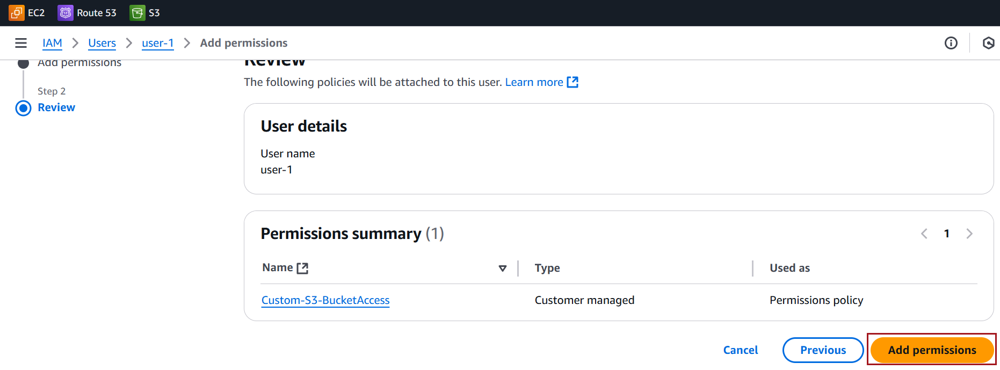 EC2 Route 53 S3
IAM Users user-1 Add permissions
Add permissions
Step 2
Review
Review
The following policies will be attached to this user. Learn more
User details
User name
user-1
Permissions summary (1)
1
Name Type Used as
Custom-S3-BucketAccess Customer managed Permissions policy
Cancel Previous Add permissions